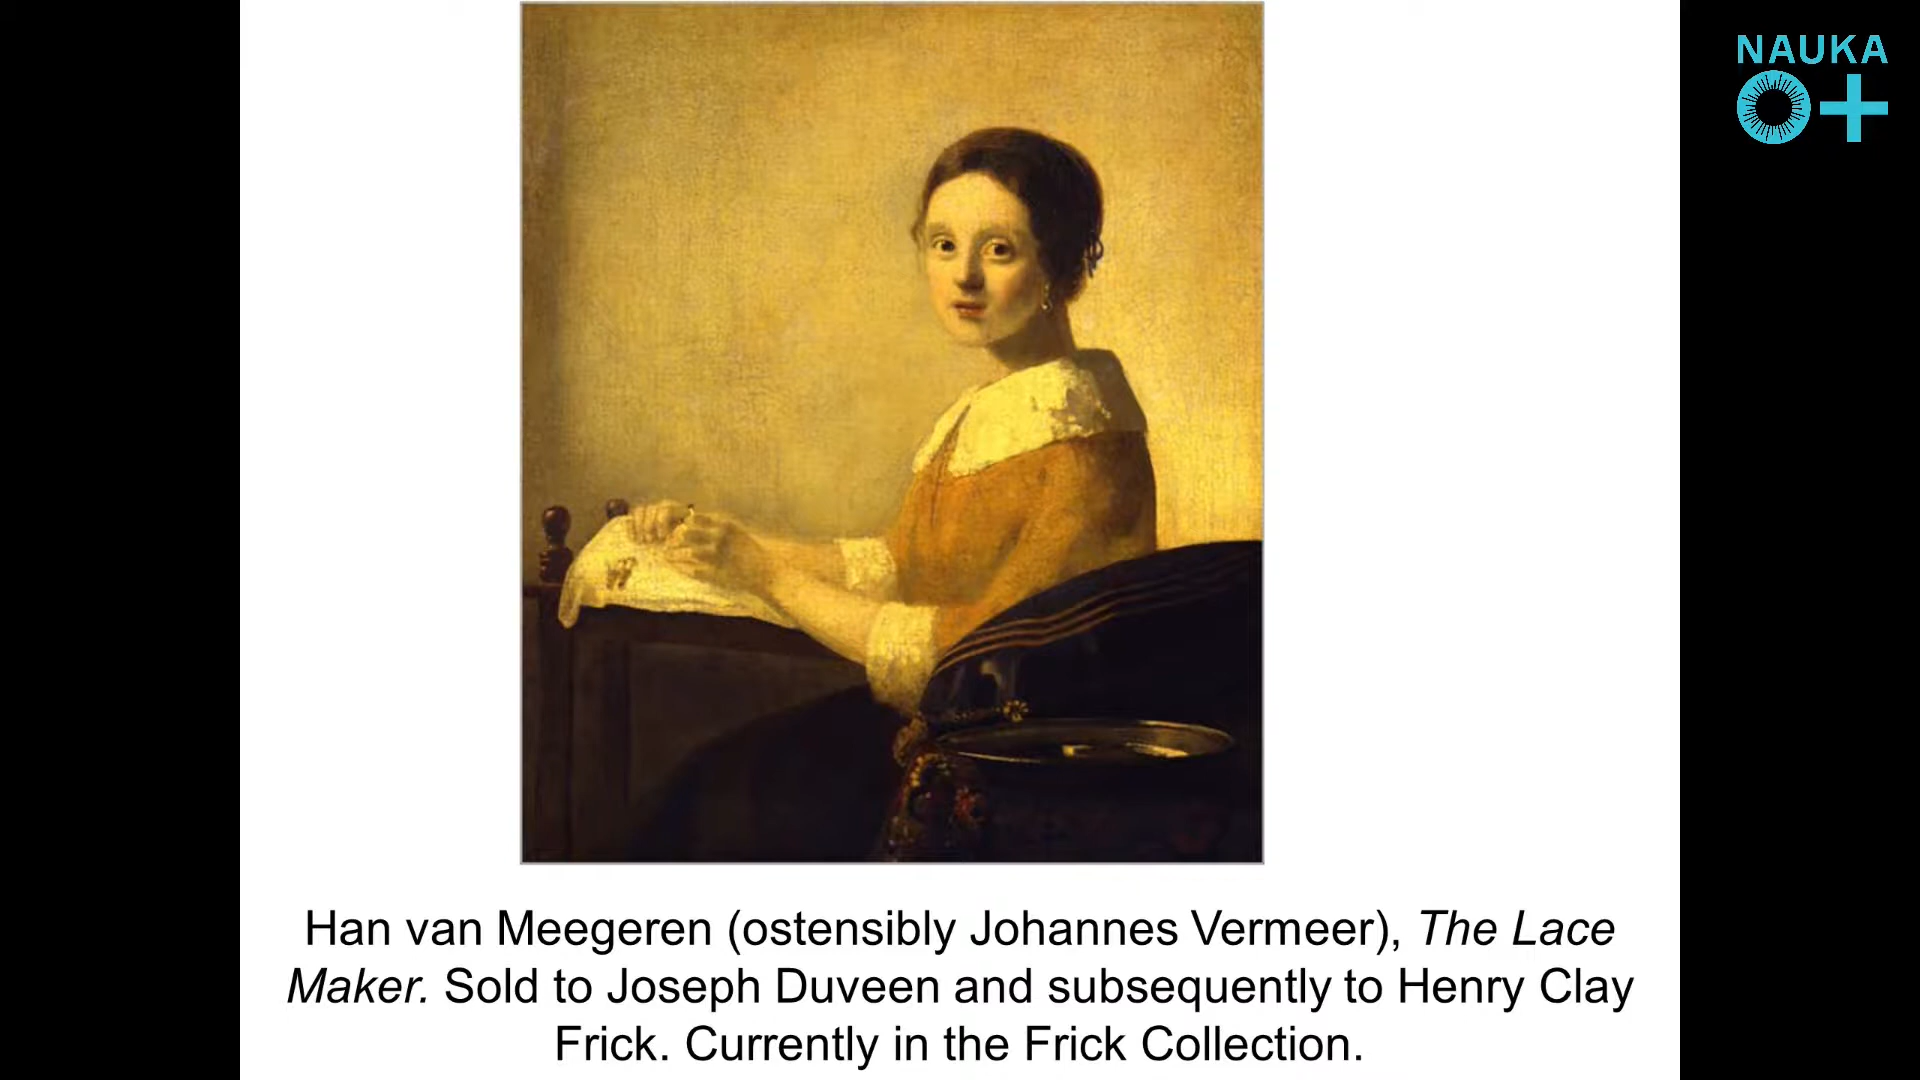 NAUKA
0+
Han van Meegeren (ostensibly Johannes Vermeer), The Lace
Maker. Sold to Joseph Duveen and subsequently to Henry Clay
Frick. Currently in the Frick Collection.